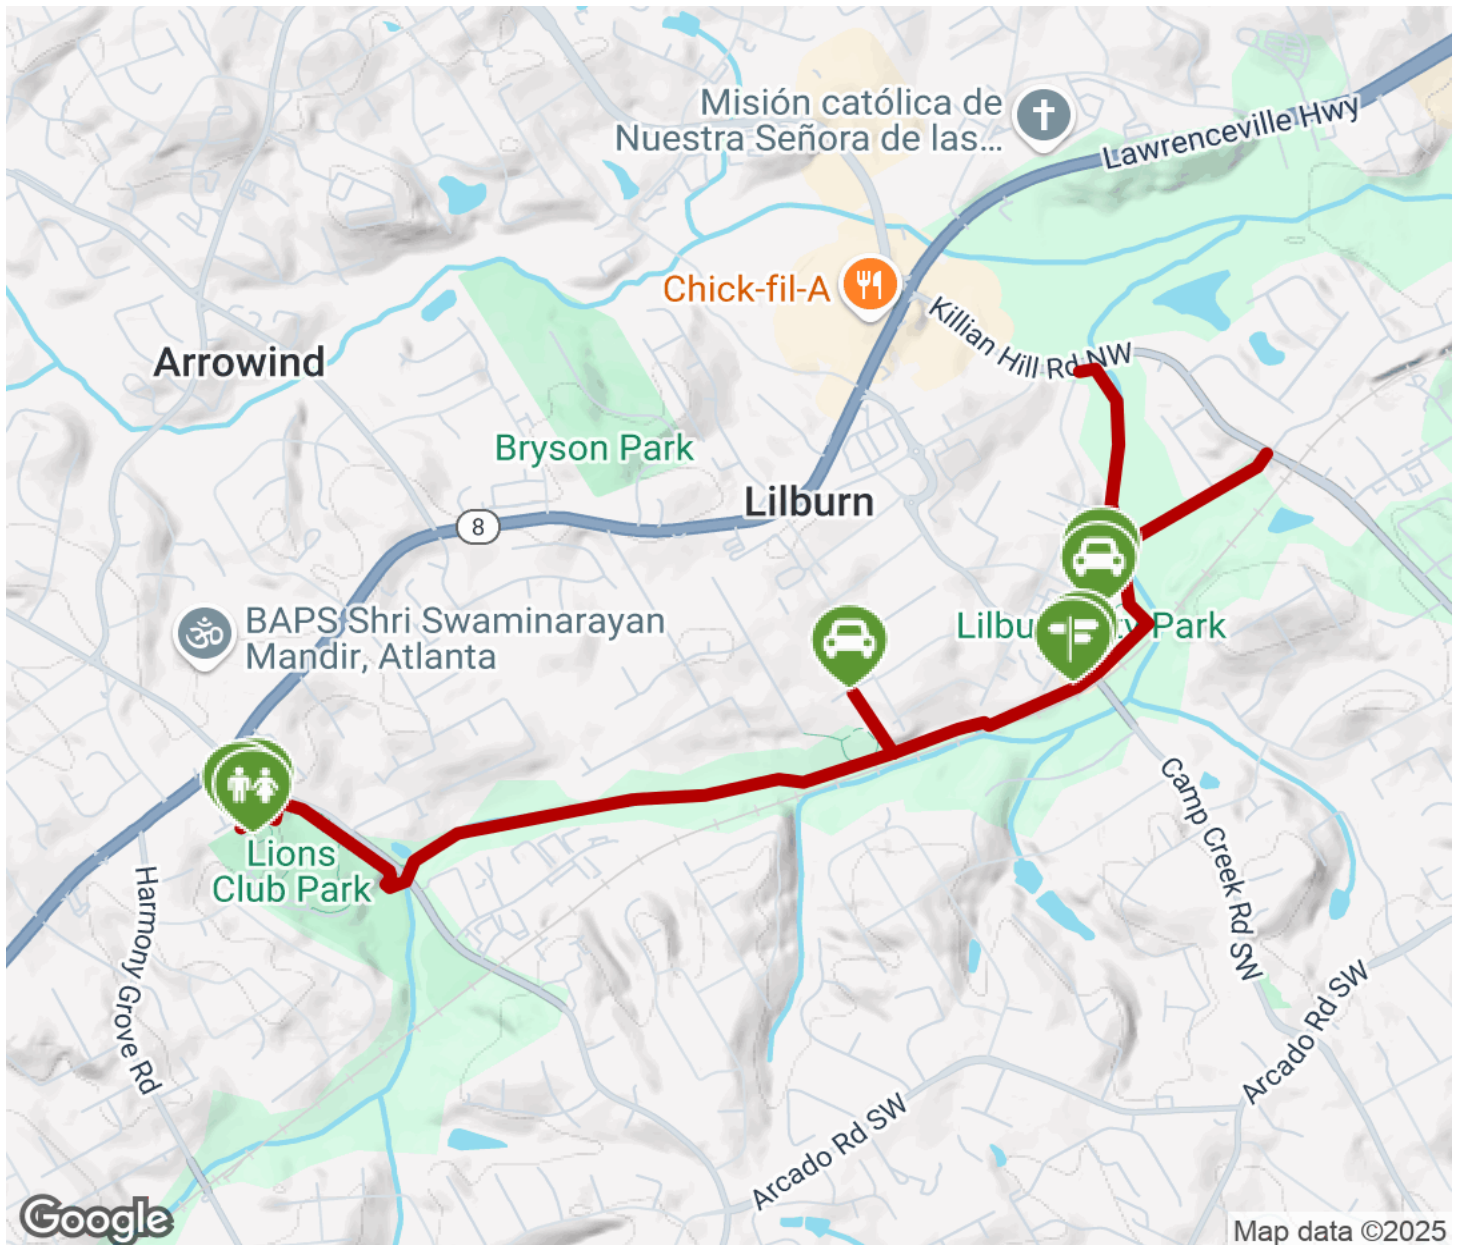 Misión católica de
Nuestra Señora de las...
Lawrenceville Hwy
Chick-fil-A
Killian Hill Rd NW
Arrowind
Bryson Park
Lilburn
8
BAPS Shri Swaminarayan
Mandir, Atlanta
Lilbu ty Park
Lions
Club Park
Harmony Grove Rd
Camp Creek Rd SW
Arcado Rd SW
Arcado Rd SW
Google
Map data ©2025